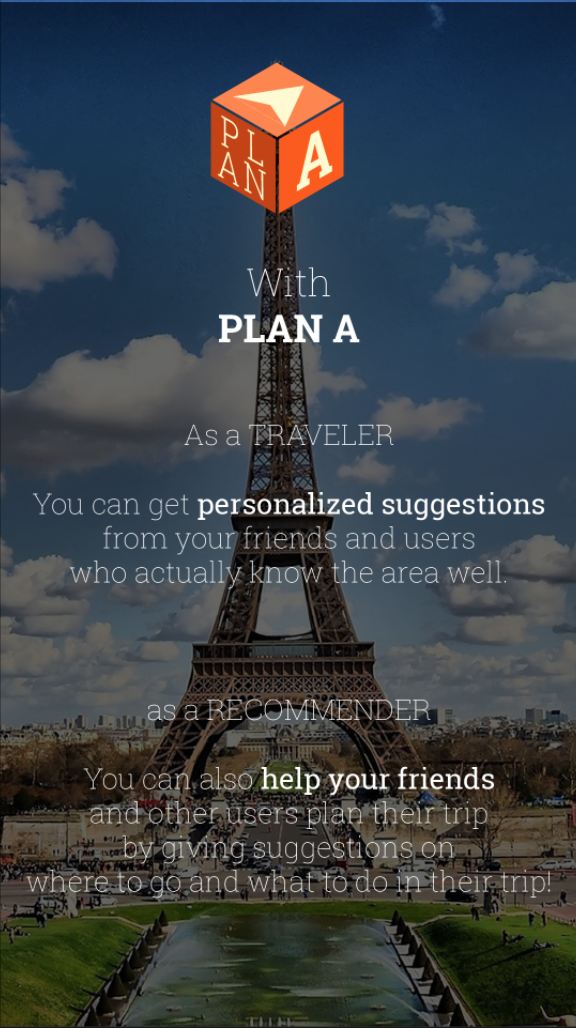 PL
AN
A
With
PLAN A
As a TRAVELER
You can get personalized suggestions
from your friends and users
who actually know the area well.
as a RECOMMENDER
You can also help your friends
and other users plan their trip
by giving suggestions on
where to go and what to do in their trip!